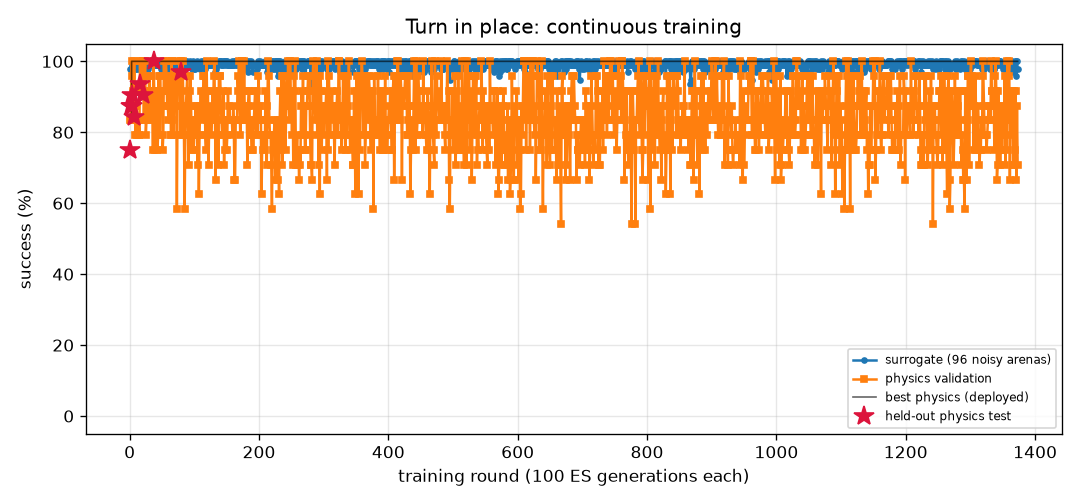 Turn in place: continuous training
success (%)
100
80
60
40
20
0
0 200 400 600 800 1000 1200 1400
training round (100 ES generations each)
surrogate (96 noisy arenas)
physics validation
best physics (deployed)
held-out physics test